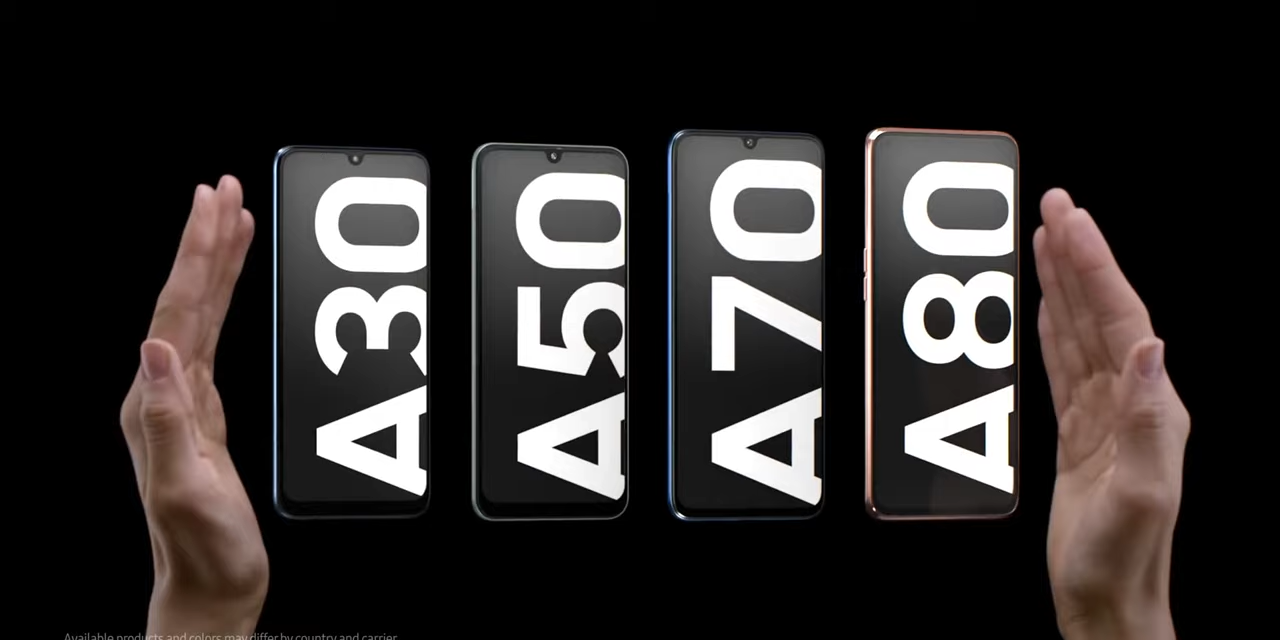 A30
A50
A70
A80
Available products and colors may differ by country and carrier.